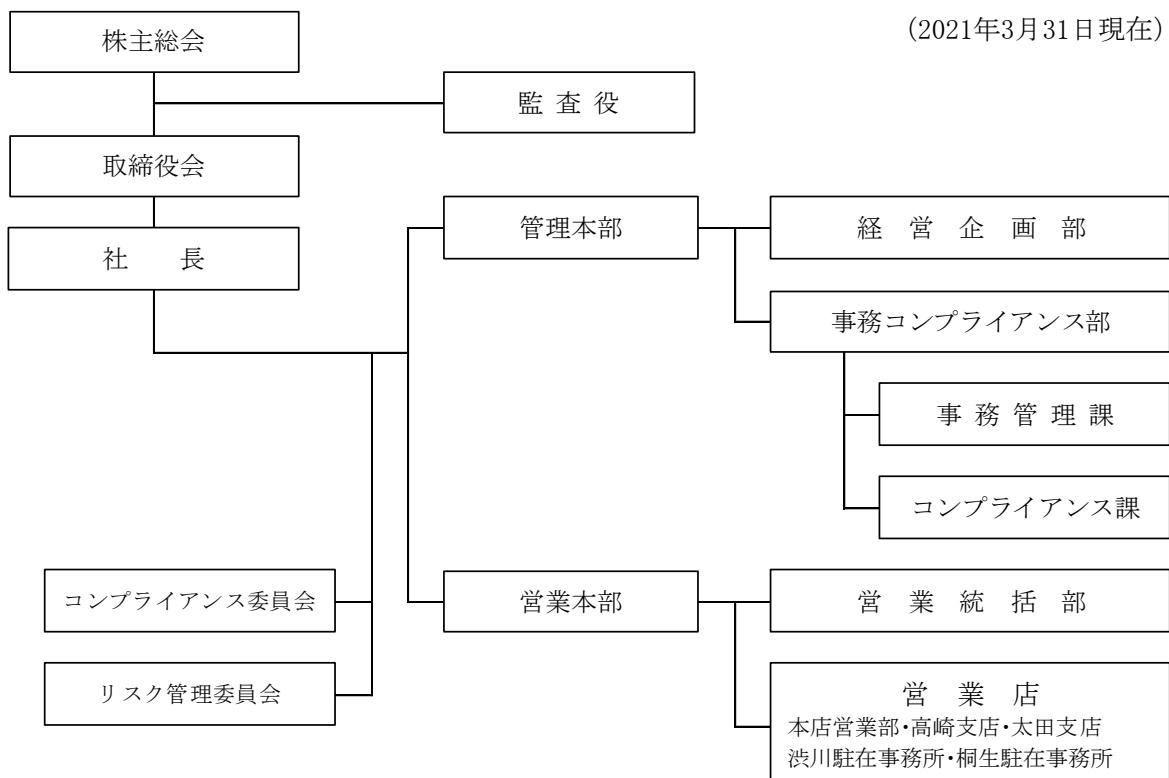 (2021年3月31日現在)
株主総会
監査役
取締役会
社長
管理本部
経営企画部
事務コンプライアンス部
事務管理課
コンプライアンス課
コンプライアンス委員会
営業本部
営業統括部
リスク管理委員会
営業店
本店営業部・高崎支店・太田支店
渋川駐在事務所・桐生駐在事務所